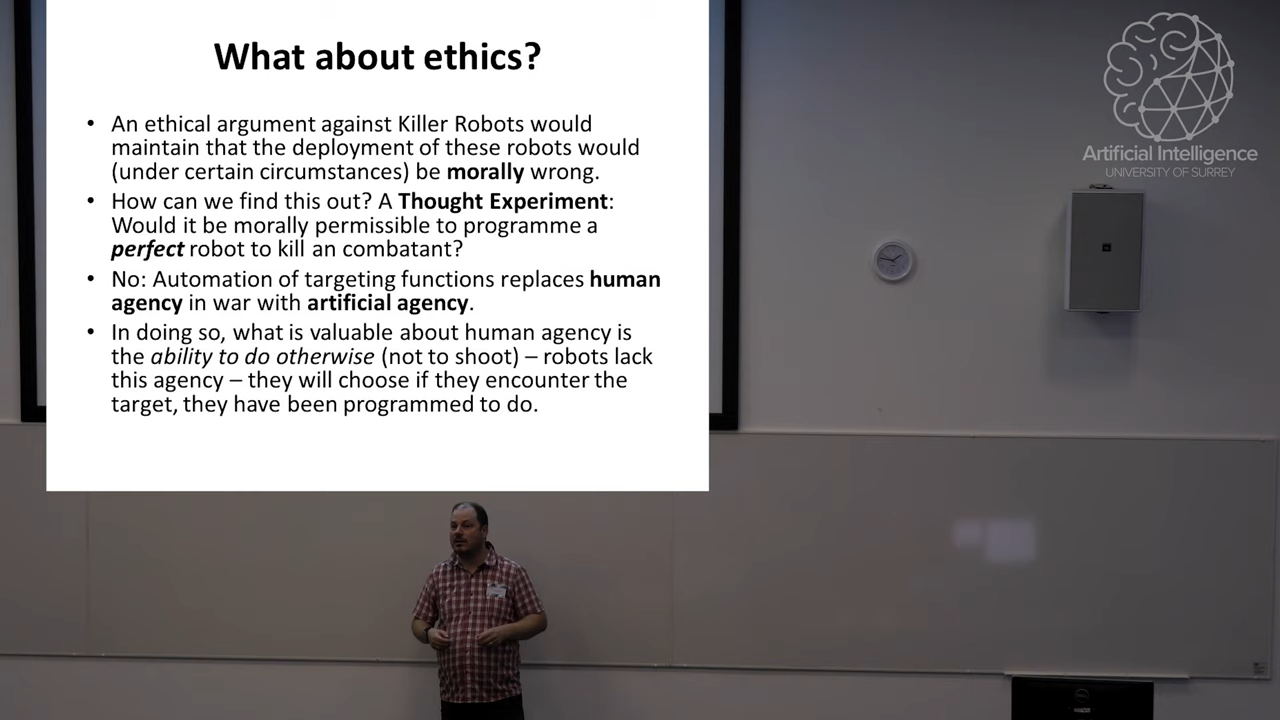 What about ethics?
• An ethical argument against Killer Robots would
maintain that the deployment of these robots would
(under certain circumstances) be morally wrong.
• How can we find this out? A Thought Experiment:
Would it be morally permissible to programme a
perfect robot to kill an combatant?
• No: Automation of targeting functions replaces human
agency in war with artificial agency.
• In doing so, what is valuable about human agency is
the ability to do otherwise (not to shoot) – robots lack
this agency – they will choose if they encounter the
target, they have been programmed to do.
Artificial Intelligence
UNIVERSITY OF SURREY